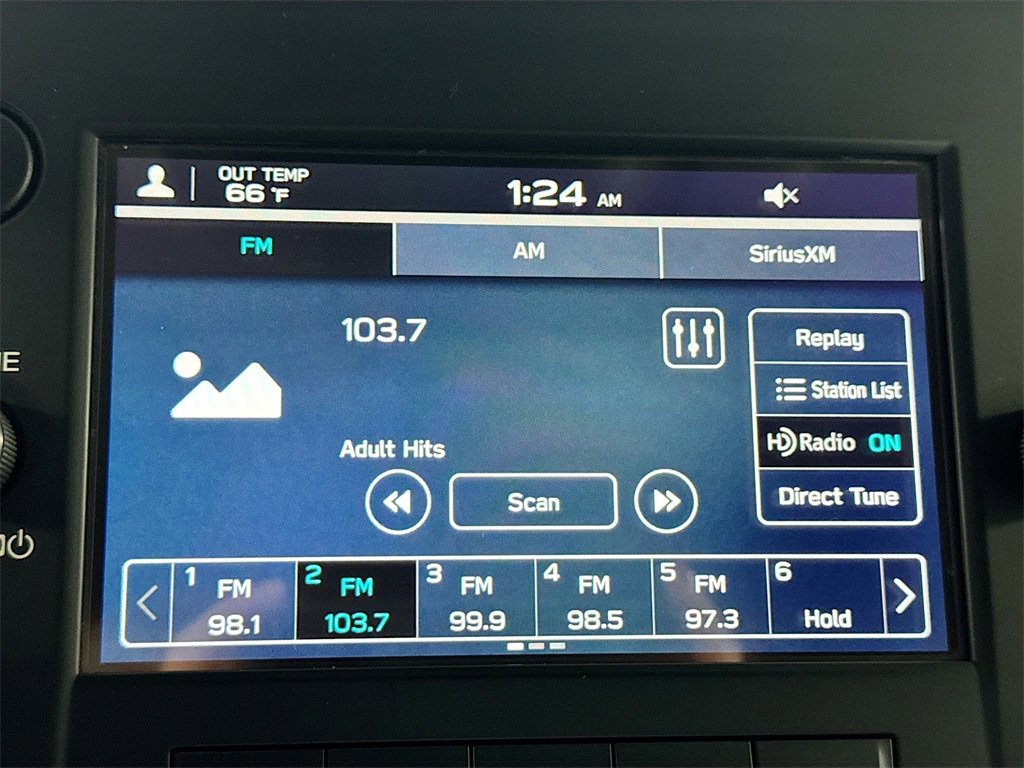 OUT TEMP
66 °F
1:24 AM
FM
AM
SiriusXM
103.7
Replay
Station List
HD Radio ON
Direct Tune
Adult Hits
Scan
1 FM
98.1
2 FM
103.7
3 FM
99.9
4 FM
98.5
5 FM
97.3
6
Hold